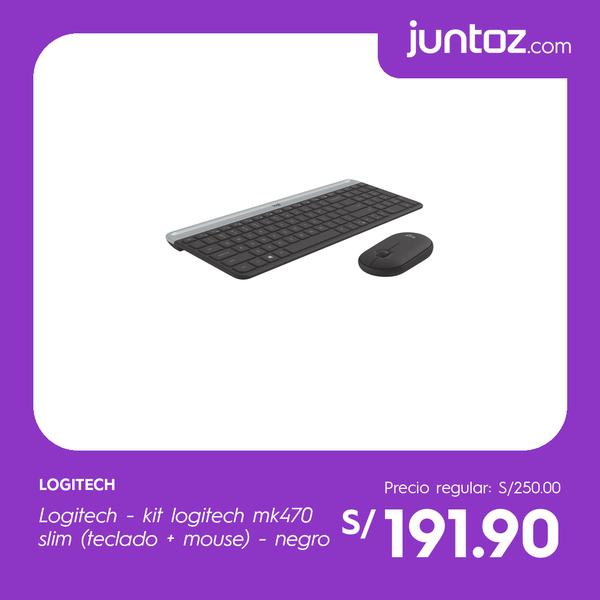 juntoz.com
LOGITECH
Logitech - kit logitech mk470
slim (teclado + mouse) - negro
Precio regular: S/250.00
S/191.90